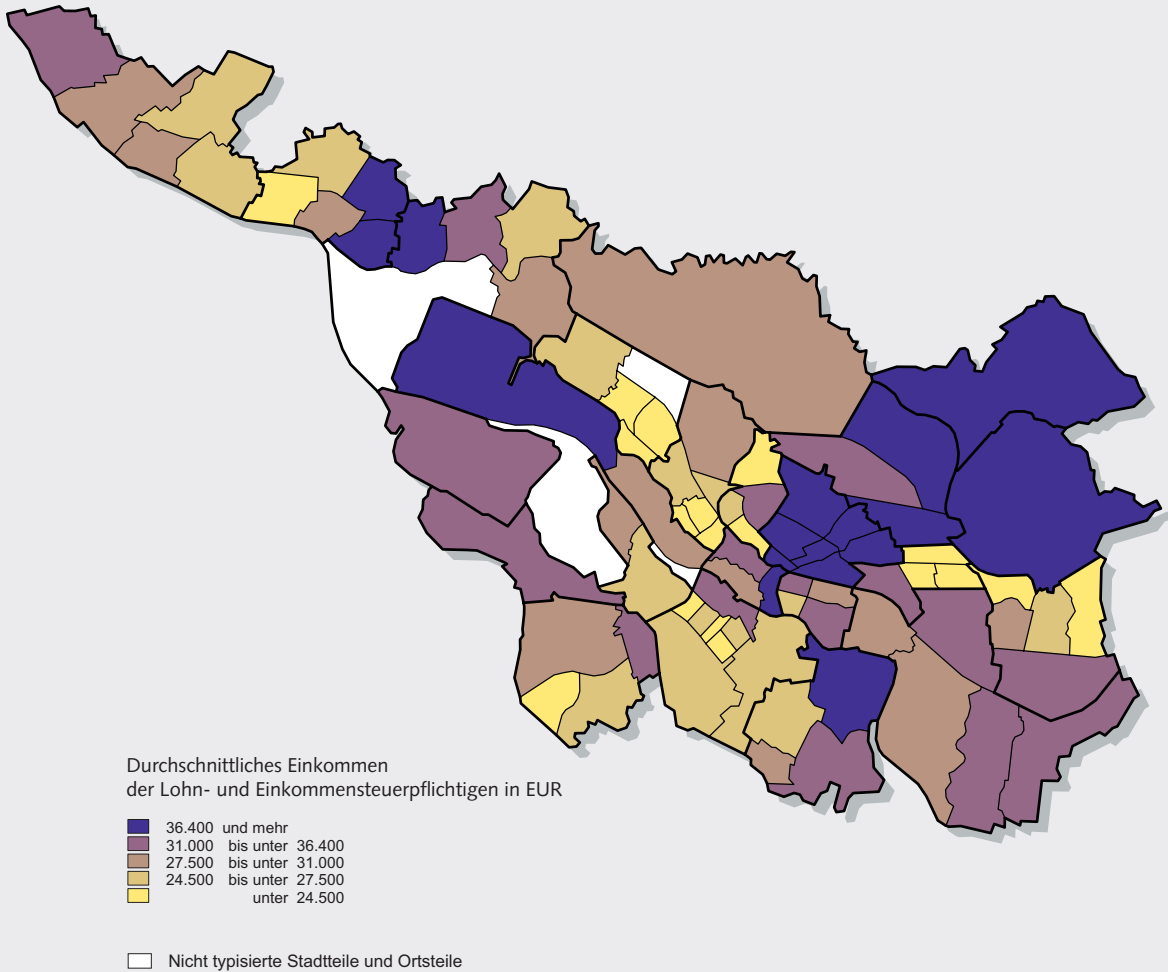 Durchschnittliches Einkommen
der Lohn- und Einkommensteuerpflichtigen in EUR
36.400 und mehr
31.000 bis unter 36.400
27.500 bis unter 31.000
24.500 bis unter 27.500
unter 24.500
Nicht typisierte Stadtteile und Ortsteile